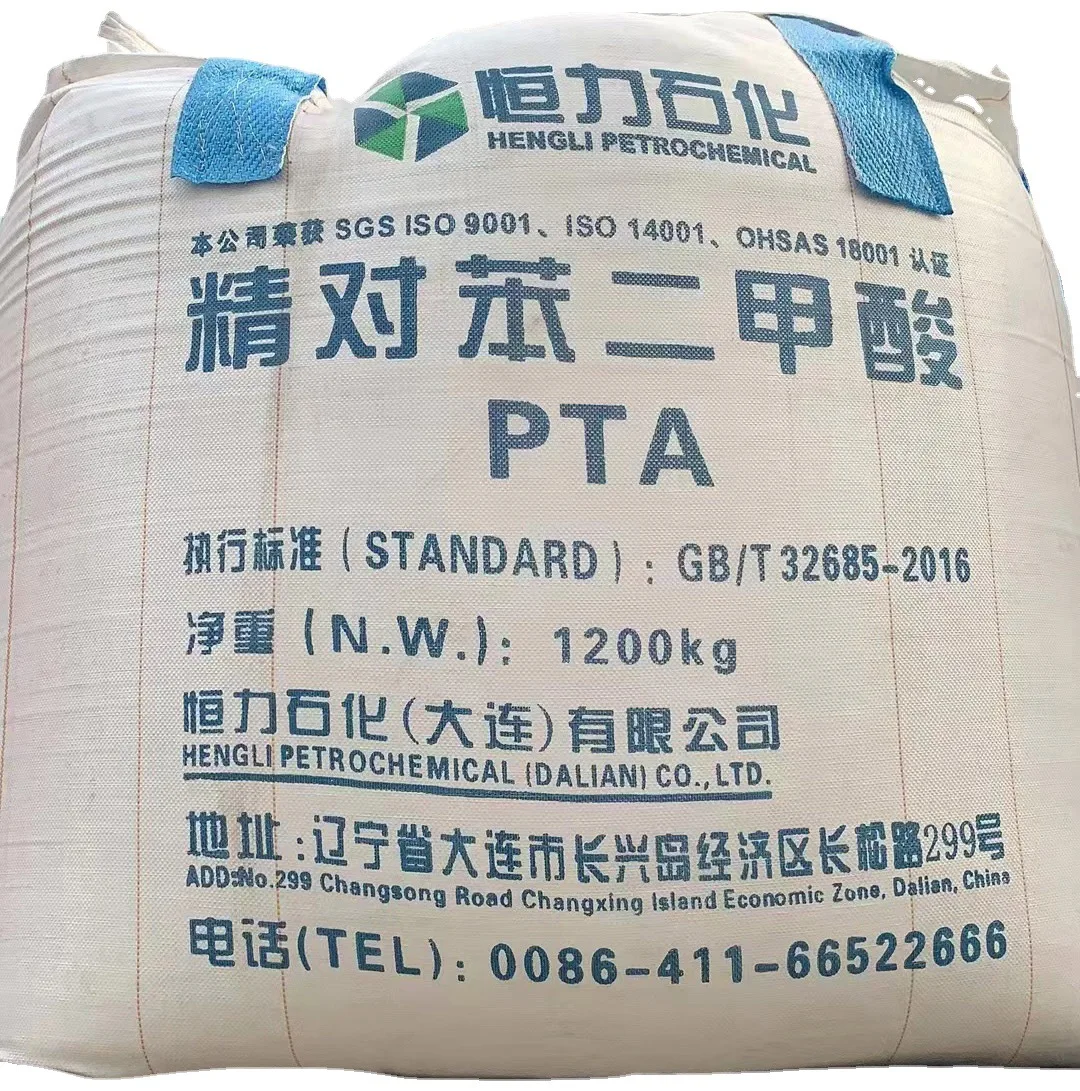 恒力石化
HENGLI PETROCHEMICAL
本公司荣获 SGS ISO 9001、ISO 14001、OHSAS 18001 认证
精对苯二甲酸
PTA
执行标准(STANDARD):GB/T 32685-2016
净重(N.W.):1200kg
恒力石化(大连)有限公司
HENGLI PETROCHEMICAL (DALIAN) CO.,LTD.
地址:辽宁省大连市长兴岛经济区长松路299号
ADD:No.299 Changsong Road Changxing Island Economic Zone, Dalian, China
电话(TEL):0086-411-66522666